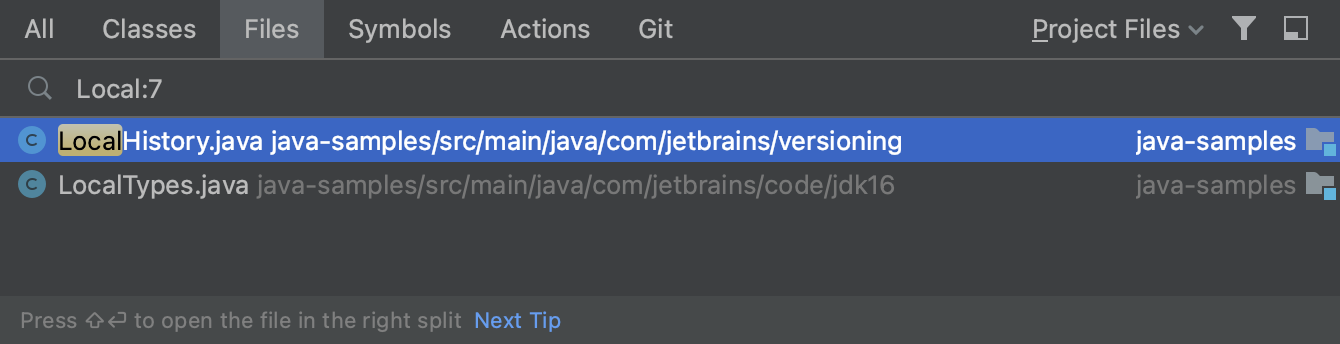 All Classes Files Symbols Actions Git Project Files
Local:7
C LocalHistory.java java-samples/src/main/java/com/jetbrains/versioning java-samples
C LocalTypes.java java-samples/src/main/java/com/jetbrains/code/jdk16 java-samples
Press ⇧⏎ to open the file in the right split Next Tip